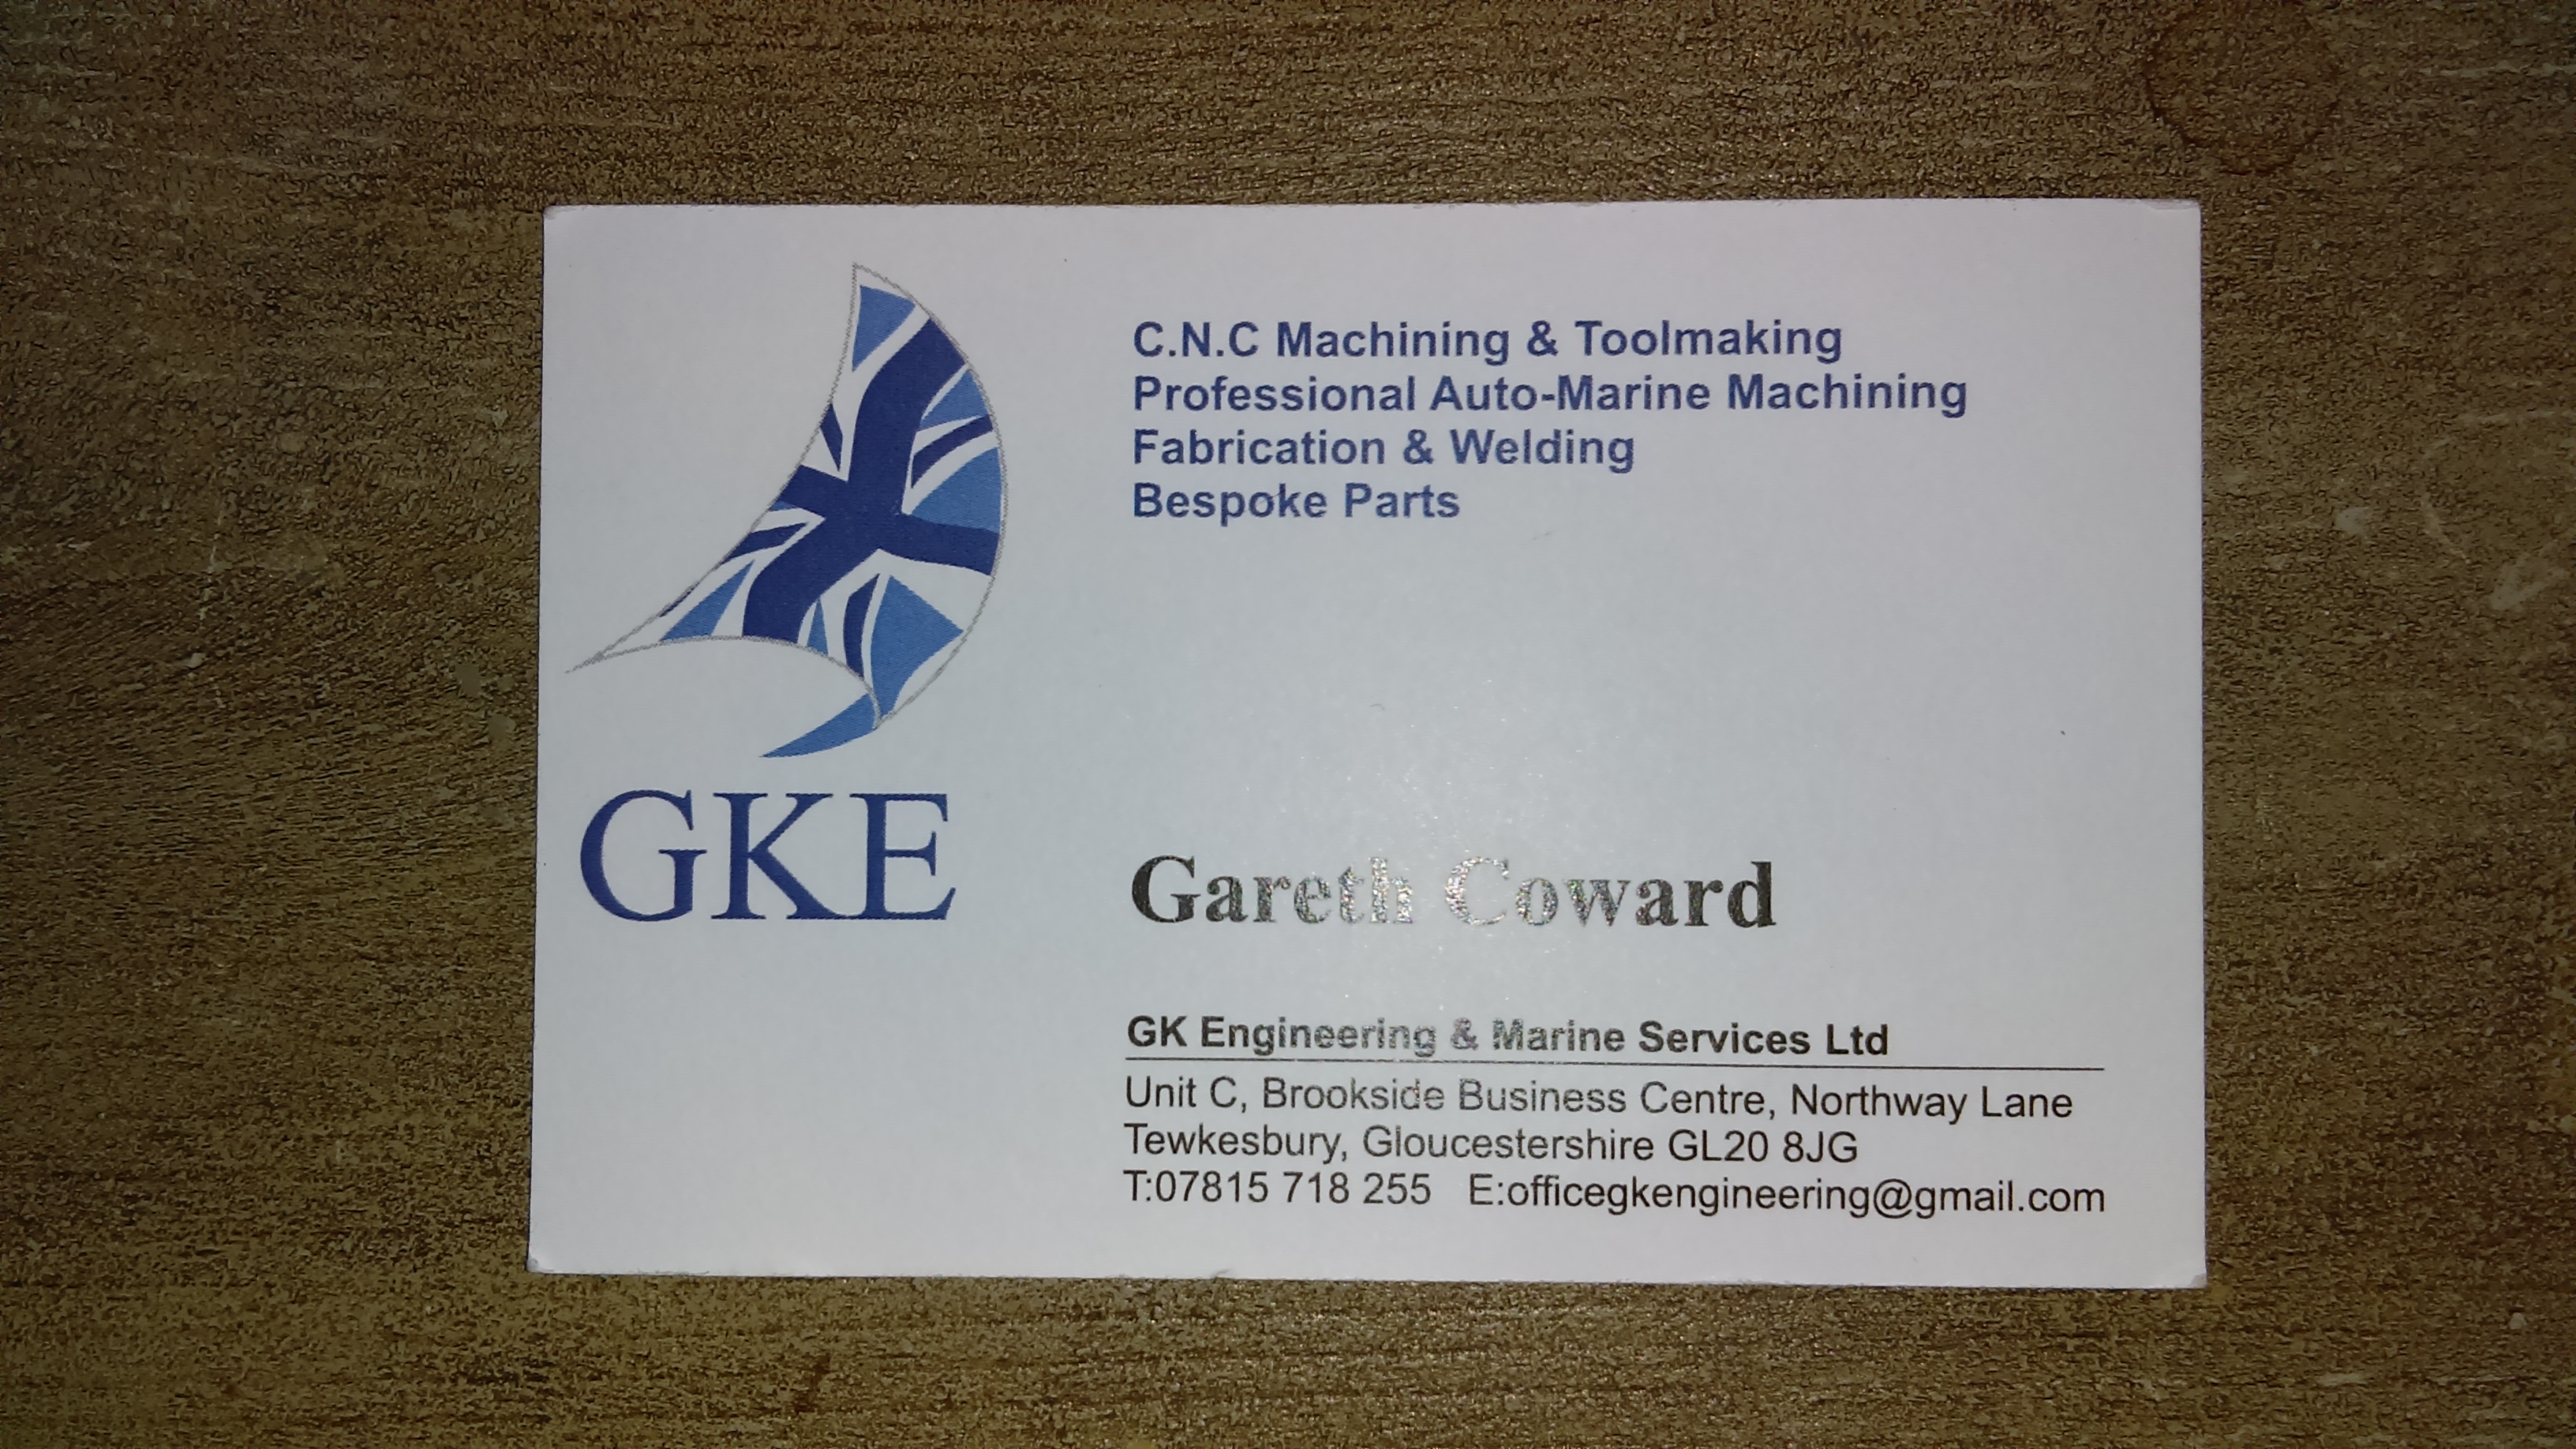 C.N.C Machining & Toolmaking
Professional Auto-Marine Machining
Fabrication & Welding
Bespoke Parts
GKE
Gareth Coward
GK Engineering & Marine Services Ltd
Unit C, Brookside Business Centre, Northway Lane
Tewkesbury, Gloucestershire GL20 8JG
T:07815 718 255 E:officegkengineering@gmail.com